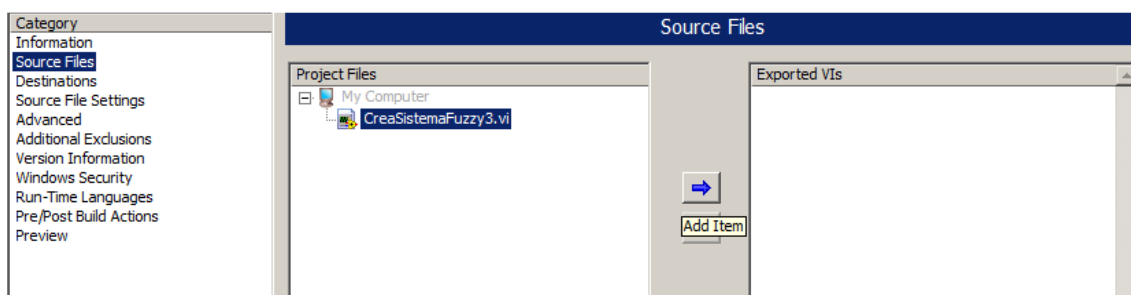 Category
Information
Source Files
Destinations
Source File Settings
Advanced
Additional Exclusions
Version Information
Windows Security
Run-Time Languages
Pre/Post Build Actions
Preview
Source Files
Project Files
My Computer
CreaSistemaFuzzy3.vi
Add Item
Exported VIs